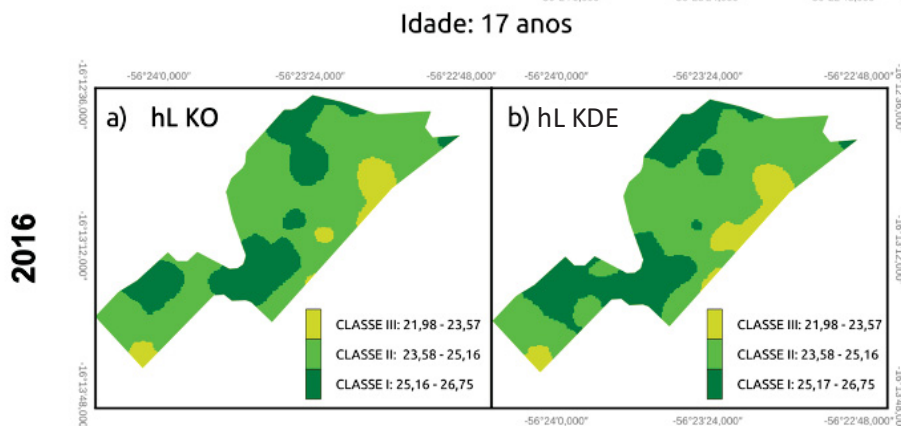 Idade: 17 anos
-56°24'0,000" -56°23'24,000" -56°22'48,000" -56°24'0,000" -56°23'24,000" -56°22'48,000"
-16°12'36,000"
-16°13'12,000"
-16°13'48,000"
2016
a) hL KO
CLASSE III: 21,98 - 23,57
CLASSE II: 23,58 - 25,16
CLASSE I: 25,16 - 26,75
b) hL KDE
CLASSE III: 21,98 - 23,57
CLASSE II: 23,58 - 25,16
CLASSE I: 25,17 - 26,75
-56°24'0,000" -56°23'24,000" -56°22'48,000"